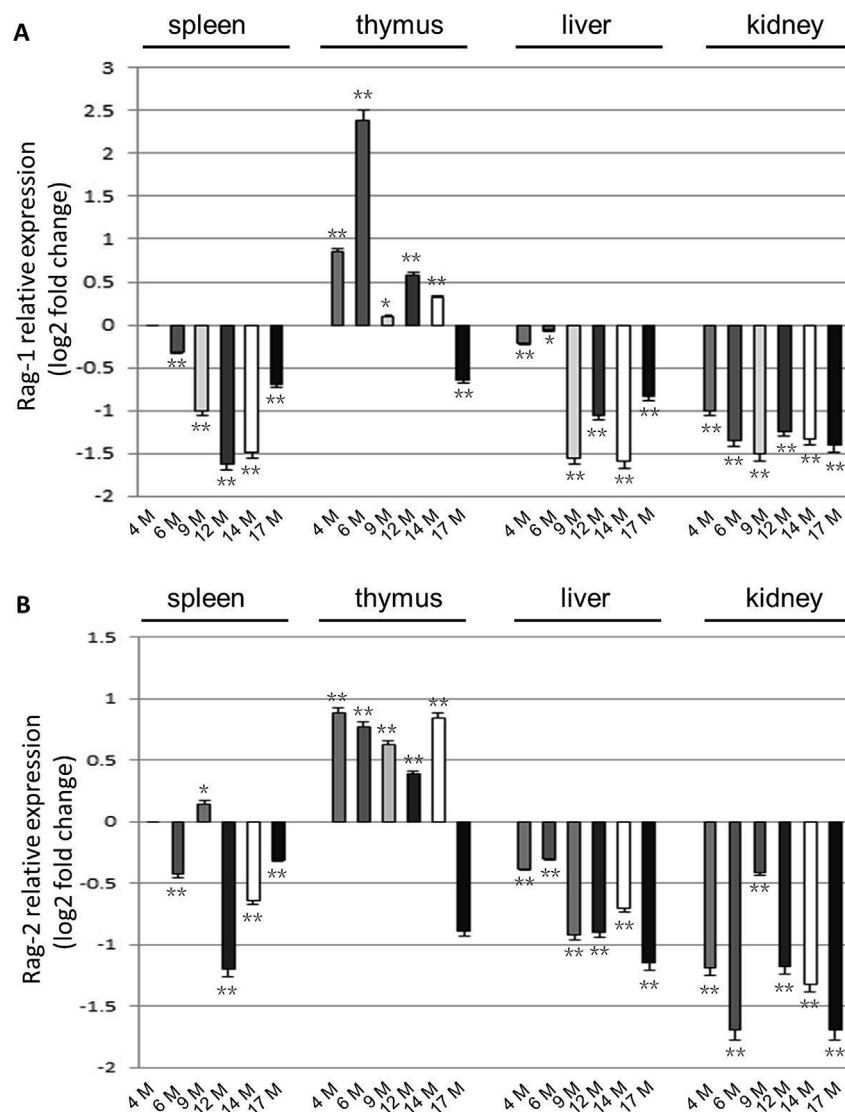 A
spleen thymus liver kidney
Rag-1 relative expression
(log2 fold change)
3
2.5
2
1.5
1
0.5
0
-0.5
-1
-1.5
-2
** ** ** ** **
** ** * ** ** **
** * ** ** ** **
** ** ** ** ** **
4 M 6 M 9 M 12 M 14 M 17 M 4 M 6 M 9 M 12 M 14 M 17 M 4 M 6 M 9 M 12 M 14 M 17 M 4 M 6 M 9 M 12 M 14 M 17 M
B
spleen thymus liver kidney
Rag-2 relative expression
(log2 fold change)
1.5
1
0.5
0
-0.5
-1
-1.5
-2
** * ** ** **
** ** ** ** **
** ** ** ** ** **
** ** ** ** ** **
4 M 6 M 9 M 12 M 14 M 17 M 4 M 6 M 9 M 12 M 14 M 17 M 4 M 6 M 9 M 12 M 14 M 17 M 4 M 6 M 9 M 12 M 14 M 17 M